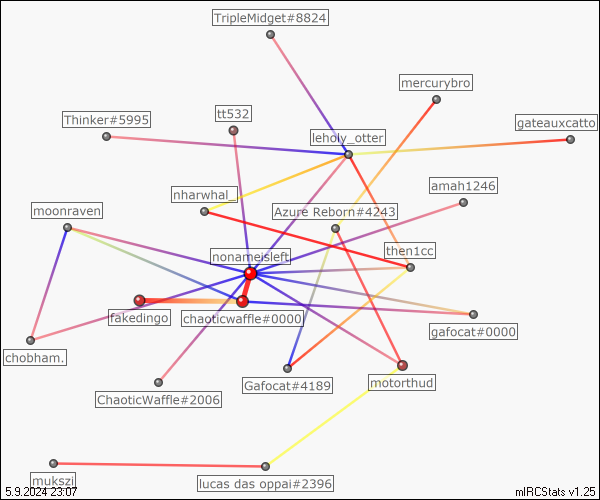 TripleMidget#8824
mercurybro
Thinker#5995
tt532
gateauxcatto
leholy_otter
amah1246
nharwhal_
moonraven
Azure Reborn#4243
then1cc
nonameisleft
fakedingo
chaoticwaffle#0000
gafocat#0000
chobham.
Gafocat#4189
motorthud
ChaoticWaffle#2006
mukszi
lucas das oppai#2396
5.9.2024 23:07
mIRCStats v1.25